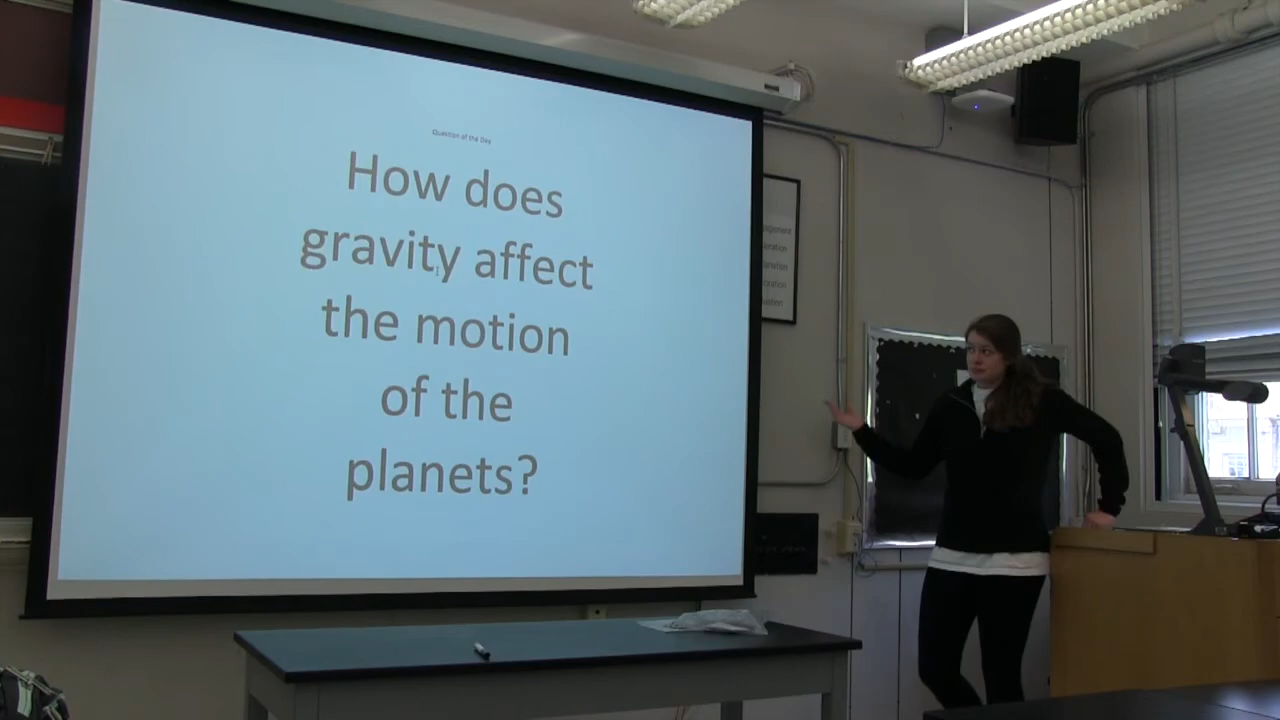 Question of the Day
How does
gravity affect
the motion
of the
planets?